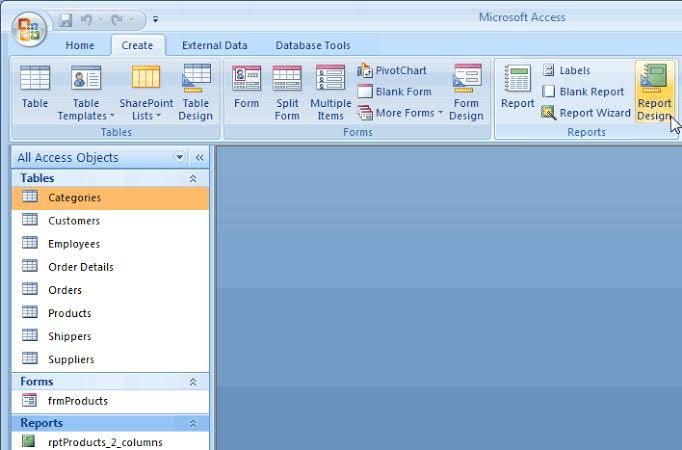 Microsoft Access
Home Create External Data Database Tools
Table
Table Templates
SharePoint Lists
Table Design
Tables
Form
Split Form
Multiple Items
PivotChart
Blank Form
More Forms
Form Design
Forms
Report
Labels
Blank Report
Report Wizard
Report Design
Reports
All Access Objects
Tables
Categories
Customers
Employees
Order Details
Orders
Products
Shippers
Suppliers
Forms
frmProducts
Reports
rptProducts_2_columns